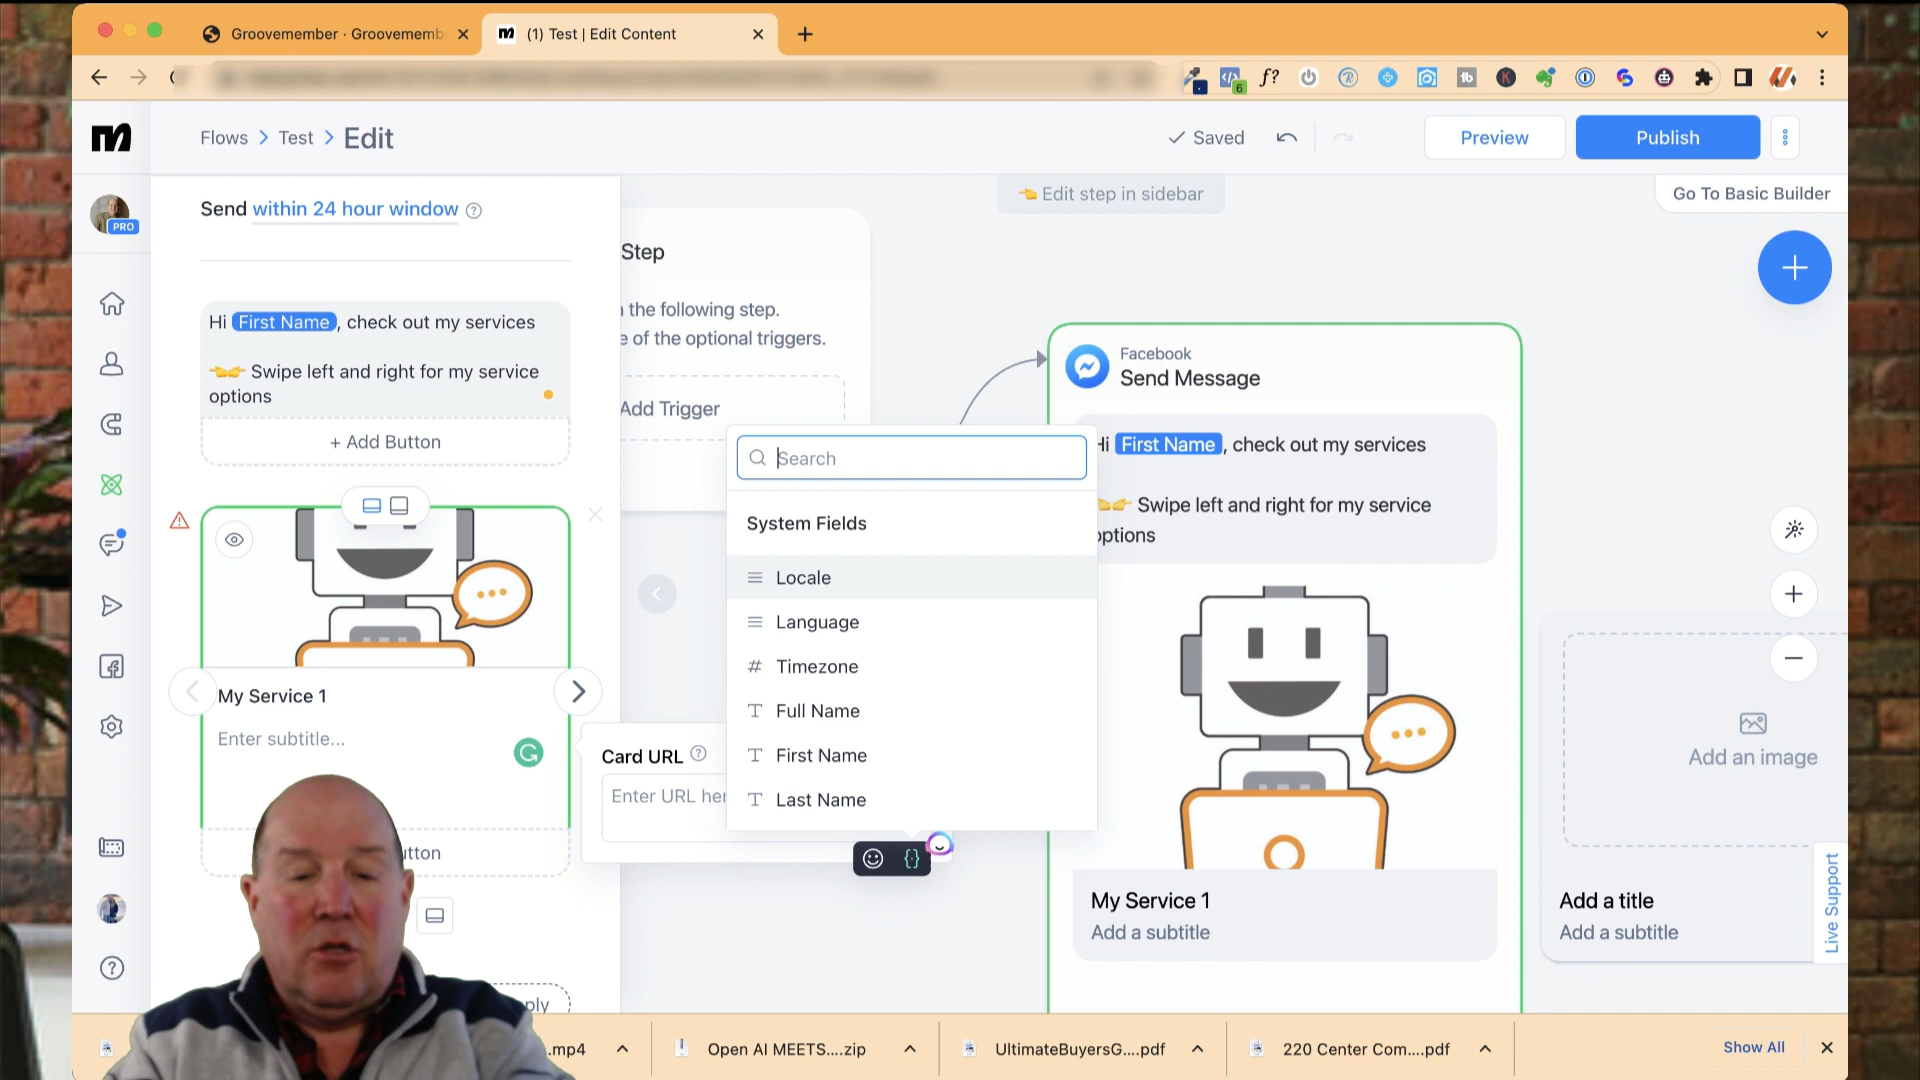 Groovemember · Groovememb
(1) Test | Edit Content
Flows > Test > Edit
Saved
Preview
Publish
PRO
Send within 24 hour window
Edit step in sidebar
Go To Basic Builder
Step
the following step.
e of the optional triggers.
Add Trigger
Hi First Name, check out my services
Swipe left and right for my service
options
+ Add Button
My Service 1
Enter subtitle...
utton
ply
Card URL
Enter URL her
Search
System Fields
Locale
Language
Timezone
Full Name
First Name
Last Name
Facebook
Send Message
Hi First Name, check out my services
Swipe left and right for my service
options
My Service 1
Add a subtitle
Add an image
Add a title
Add a subtitle
Live Support
.mp4
Open AI MEETS....zip
UltimateBuyersG....pdf
220 Center Com....pdf
Show All